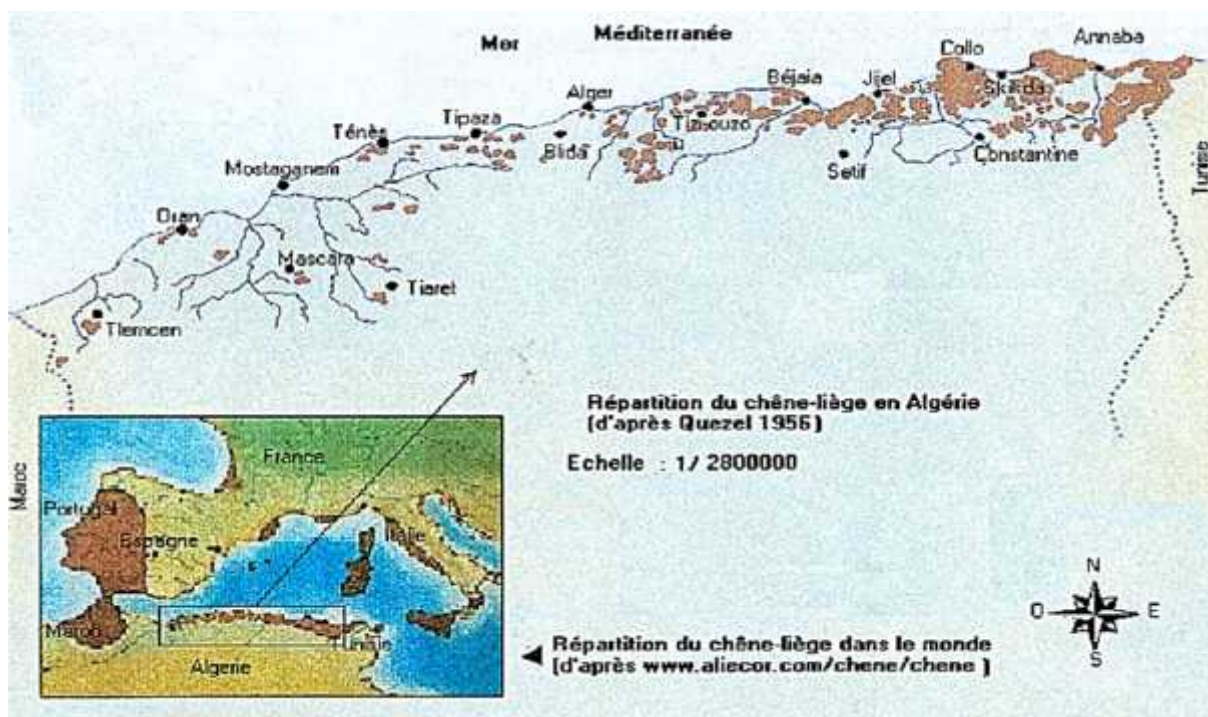 Mer Méditerranée
Collo
Annaba
Béjaia
Jijel
Skikda
Alger
Tipaza
Tizi-ouzou
Ténès
Blida
Constantine
Setif
Mostaganem
Tunisie
Oran
Mascara
Tiaret
Tlemcen
Répartition du chêne-liège en Algérie
(d'après Quezel 1956)
Echelle : 1/ 2800000
Maroc
France
Portugal
Espagne
Italie
Maroc
Tunisie
Algerie
N
O
E
S
Répartition du chêne-liège dans le monde
(d'après www.aliecor.com/chene/chene )